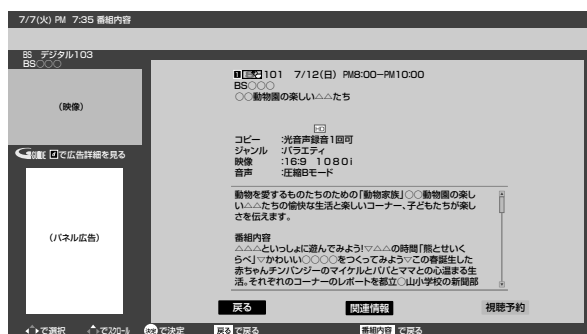 7/7(火) PM 7:35 番組内容
BS デジタル103
BS○○○
(映像)
で広告詳細を見る
(パネル広告)
101 7/12(日) PM8:00−PM10:00
BS○○○
○○動物園の楽しい△△たち
HD
コピー :光音声録音1回可
ジャンル :バラエティ
映像 :16:9 1080i
音声 :圧縮Bモード
動物を愛するものたちのための「動物家族」○○動物園の楽し
い△△たちの愉快な生活と楽しいコーナー、子どもたちが楽し
さを伝えます。
番組内容
△△△といっしょに遊んでみよう!▽△△の時間「熊とせいく
らべ」▽かわいい○○○○をつくってみよう▽この春誕生した
赤ちゃんチンパンジーのマイケルとパパとママとの心温まる生
活。それぞれのコーナーのレポートを都立○山小学校の新聞部
戻る 関連情報 視聴予約
で選択 でスクロール 決定 で決定 戻る で戻る 番組内容 で戻る